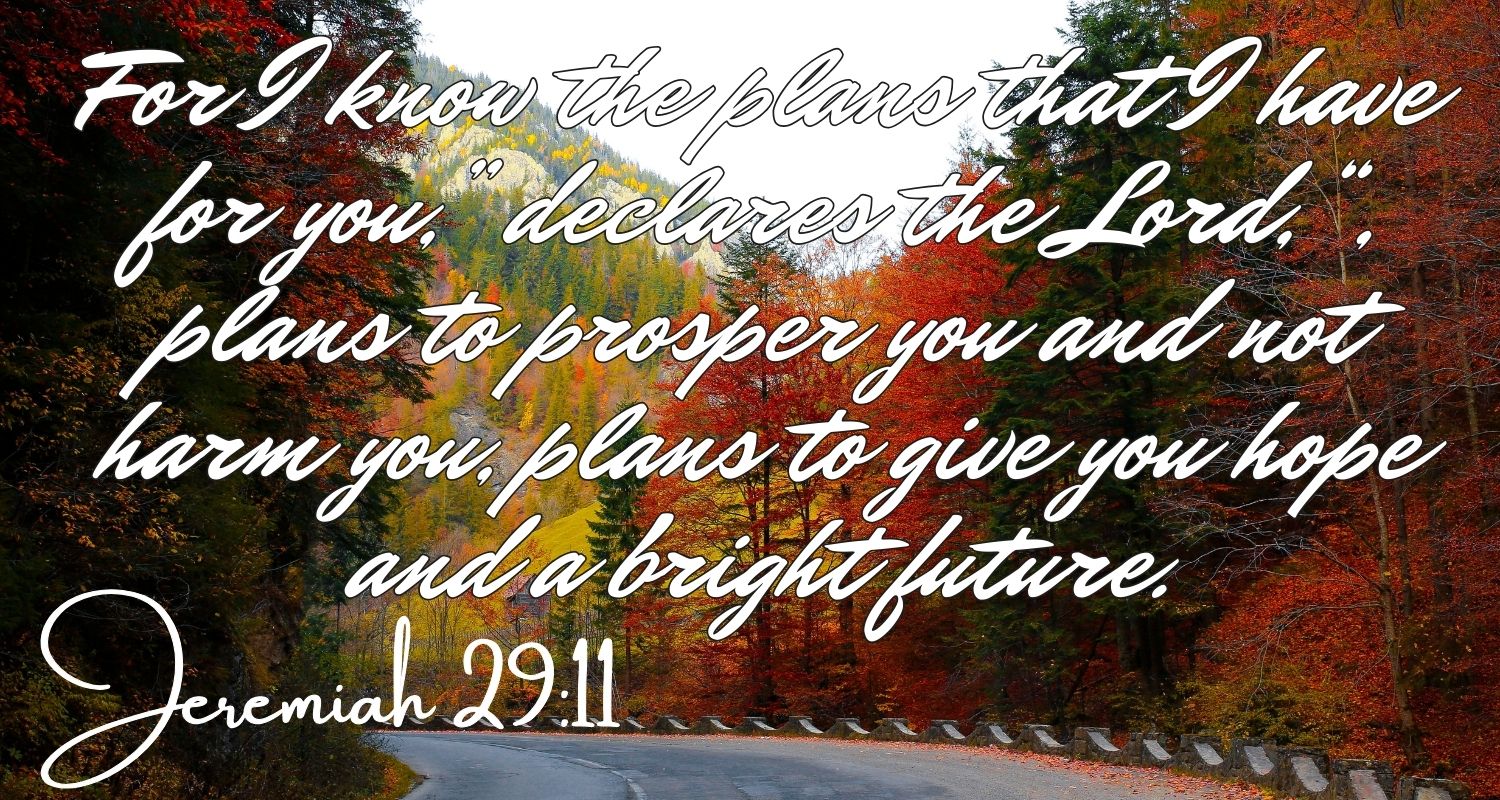 For I know the plans that I have
for you," declares the Lord, ",
plans to prosper you and not
harm you, plans to give you hope
and a bright future.
Jeremiah 29:11